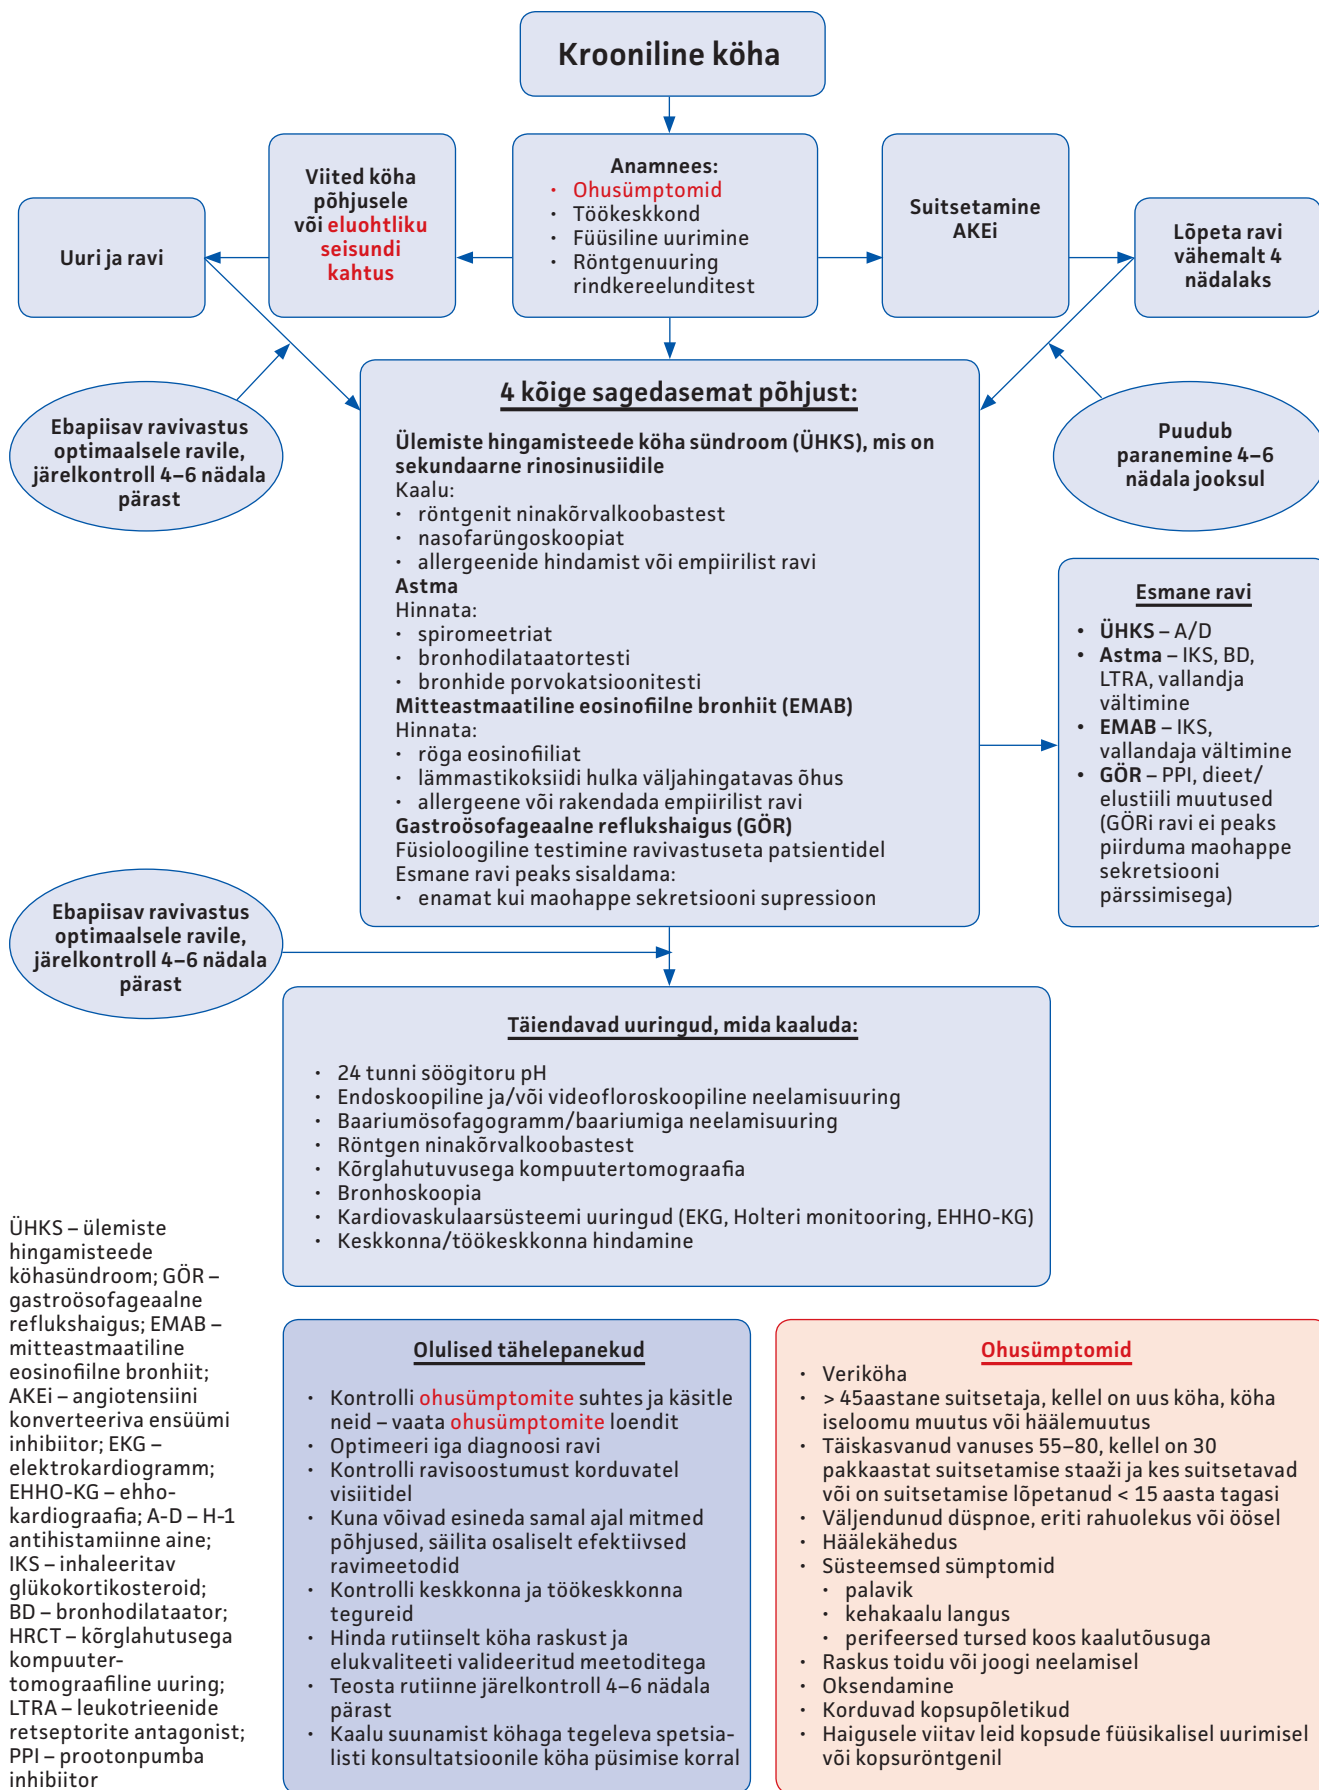 Krooniline köha
Viited köha
põhjusele
või eluohtliku
seisundi
kahtus
Anamnees:
· Ohusümptomid
· Töökeskkond
· Füüsiline uurimine
· Röntgenuuring
rindkereelunditest
Suitsetamine
AKEi
Uuri ja ravi
Lõpeta ravi
vähemalt 4
nädalaks
Ebapiisav ravivastus
optimaalsele ravile,
järelkontroll 4–6 nädala
pärast
Puudub
paranemine 4–6
nädala jooksul
4 kõige sagedasemat põhjust:
Ülemiste hingamisteede köha sündroom (ÜHKS), mis on
sekundaarne rinosinusiidile
Kaalu:
· röntgenit ninakõrvalkoobastest
· nasofarüngoskoopiat
· allergeenide hindamist või empiirilist ravi
Astma
Hinnata:
· spiromeetriat
· bronhodilataatortesti
· bronhide porvokatsioonitesti
Mitteastmaatiline eosinofiilne bronhiit (EMAB)
Hinnata:
· röga eosinofiiliat
· lämmastikoksiidi hulka väljahingatavas õhus
· allergeene või rakendada empiirilist ravi
Gastroösofageaalne reflukshaigus (GÖR)
Füsioloogiline testimine ravivastuseta patsientidel
Esmane ravi peaks sisaldama:
· enamat kui maohappe sekretsiooni supressioon
Esmane ravi
• ÜHKS – A/D
• Astma – IKS, BD,
LTRA, vallandja
vältimine
• EMAB – IKS,
vallandaja vältimine
• GÖR – PPI, dieet/
elustiili muutused
(GÖRi ravi ei peaks
piirduma maohappe
sekretsiooni
pärssimisega)
Ebapiisav ravivastus
optimaalsele ravile,
järelkontroll 4–6 nädala
pärast
Täiendavad uuringud, mida kaaluda:
· 24 tunni söögitoru pH
· Endoskoopiline ja/või videofloroskoopiline neelamisuuring
· Baariumösofagogramm/baariumiga neelamisuuring
· Röntgen ninakõrvalkoobastest
· Kõrglahutuvusega kompuutertomograafia
· Bronhoskoopia
· Kardiovaskulaarsüsteemi uuringud (EKG, Holteri monitooring, EHHO-KG)
· Keskkonna/töökeskkonna hindamine
ÜHKS – ülemiste
hingamisteede
köhasündroom; GÖR –
gastroösofageaalne
reflukshaigus; EMAB –
mitteastmaatiline
eosinofiilne bronhiit;
AKEi – angiotensiini
konverteeriva ensüümi
inhibiitor; EKG –
elektrokardiogramm;
EHHO-KG – ehho-
kardiograafia; A-D – H-1
antihistamiinne aine;
IKS – inhaleeritav
glükokortikosteroid;
BD – bronhodilataator;
HRCT – kõrglahutusega
kompuuter-
tomograafiline uuring;
LTRA – leukotrieenide
retseptorite antagonist;
PPI – prootonpumba
inhibiitor
Olulised tähelepanekud
· Kontrolli ohusümptomite suhtes ja käsitle
neid – vaata ohusümptomite loendit
· Optimeeri iga diagnoosi ravi
· Kontrolli ravisoostumust korduvatel
visiitidel
· Kuna võivad esineda samal ajal mitmed
põhjused, säilita osaliselt efektiivsed
ravimeetodid
· Kontrolli keskkonna ja töökeskkonna
tegureid
· Hinda rutiinselt köha raskust ja
elukvaliteeti valideeritud meetoditega
· Teosta rutiinne järelkontroll 4–6 nädala
pärast
· Kaalu suunamist köhaga tegeleva spetsia-
listi konsultatsioonile köha püsimise korral
Ohusümptomid
· Veriköha
· > 45aastane suitsetaja, kellel on uus köha, köha
iseloomu muutus või häälemuutus
· Täiskasvanud vanuses 55–80, kellel on 30
pakkaastat suitsetamise staaži ja kes suitsetavad
või on suitsetamise lõpetanud < 15 aasta tagasi
· Väljendunud düspnoe, eriti rahuolekus või öösel
· Häälekähedus
· Süsteemsed sümptomid
· palavik
· kehakaalu langus
· perifeersed tursed koos kaalutõusuga
· Raskus toidu või joogi neelamisel
· Oksendamine
· Korduvad kopsupõletikud
· Haigusele viitav leid kopsude füüsikalisel uurimisel
või kopsuröntgenil